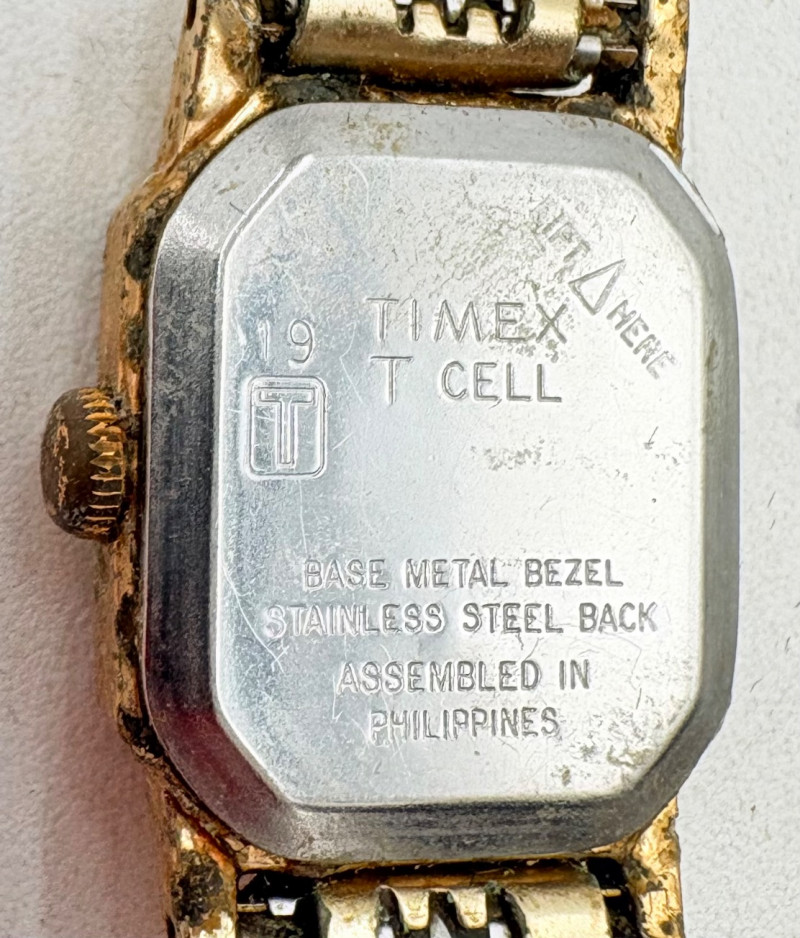 LIFT △ HERE
TIMEX
19
T CELL
T
BASE METAL BEZEL
STAINLESS STEEL BACK
ASSEMBLED IN
PHILIPPINES